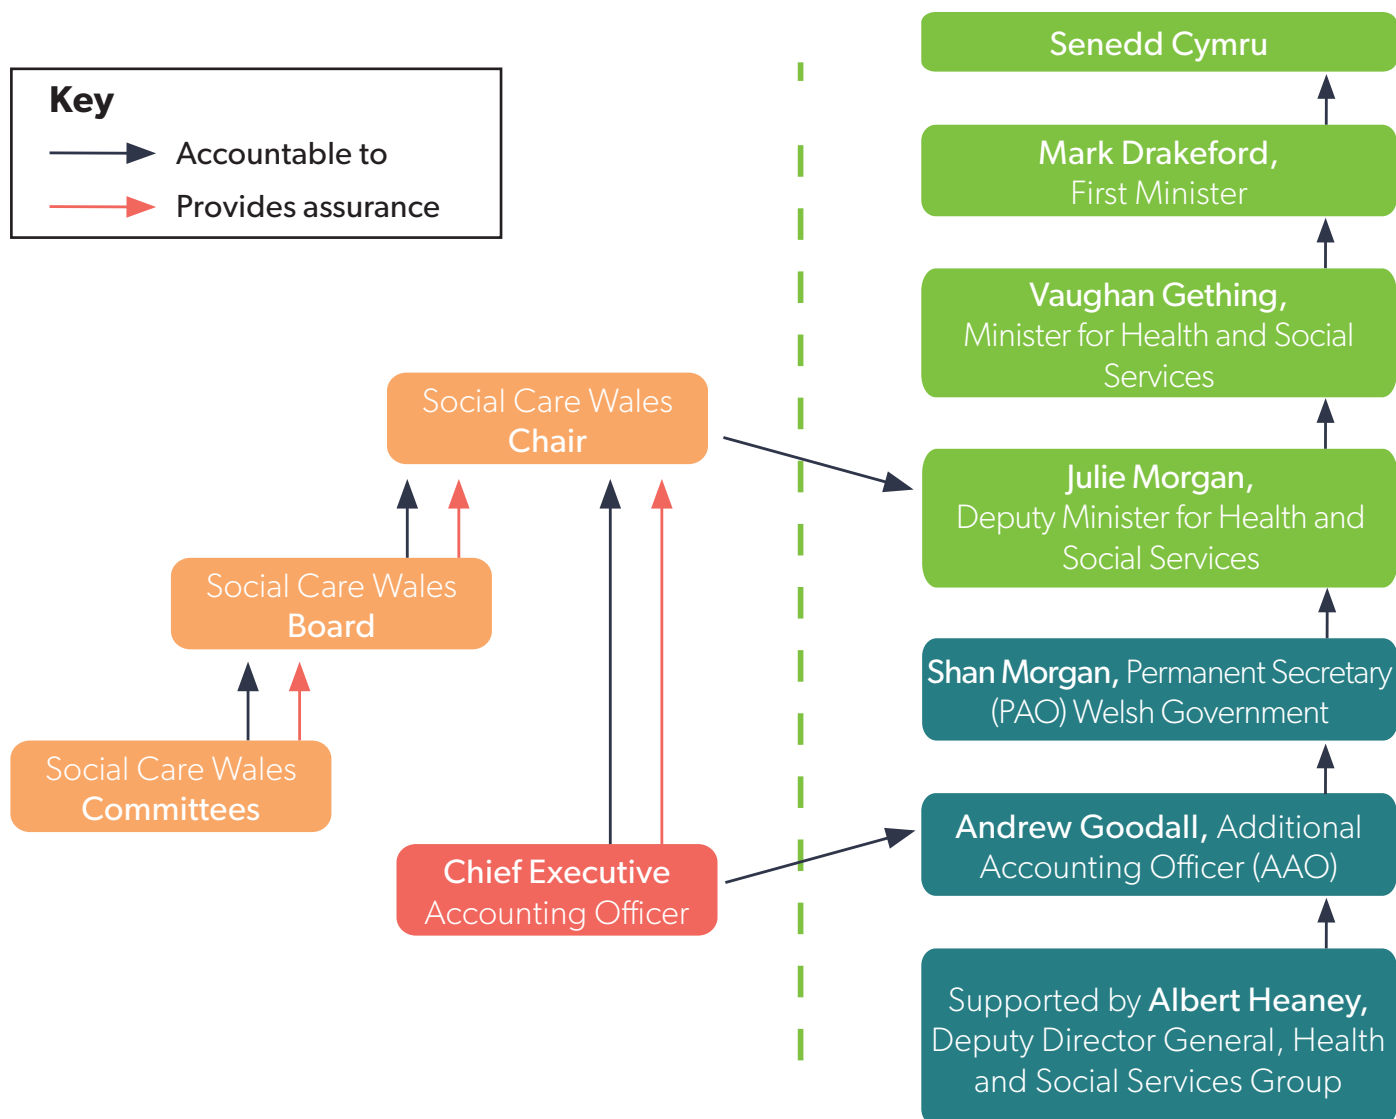 Key
Accountable to
Provides assurance
Social Care Wales
Chair
Social Care Wales
Board
Social Care Wales
Committees
Chief Executive
Accounting Officer
Senedd Cymru
Mark Drakeford,
First Minister
Vaughan Gething,
Minister for Health and Social
Services
Julie Morgan,
Deputy Minister for Health and
Social Services
Shan Morgan, Permanent Secretary
(PAO) Welsh Government
Andrew Goodall, Additional
Accounting Officer (AAO)
Supported by Albert Heaney,
Deputy Director General, Health
and Social Services Group